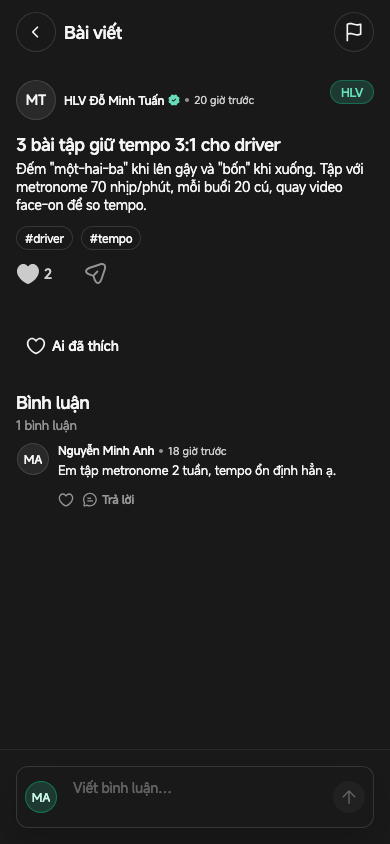 Bài viết
MT
HLV Đỗ Minh Tuấn • 20 giờ trước
HLV
3 bài tập giữ tempo 3:1 cho driver
Đếm "một-hai-ba" khi lên gậy và "bốn" khi xuống. Tập với
metronome 70 nhịp/phút, mỗi buổi 20 cú, quay video
face-on để so tempo.
#driver #tempo
2
Ai đã thích
Bình luận
1 bình luận
MA
Nguyễn Minh Anh • 18 giờ trước
Em tập metronome 2 tuần, tempo ổn định hẳn ạ.
Trả lời
MA
Viết bình luận...